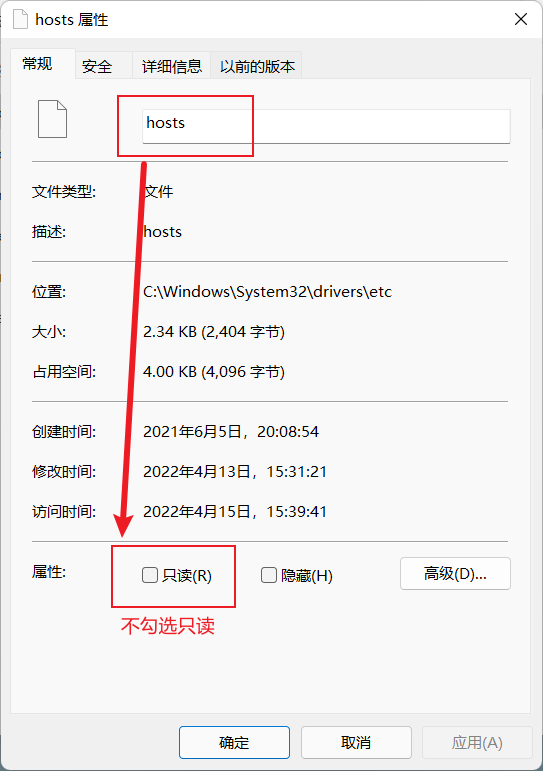 hosts 属性
常规 安全 详细信息 以前的版本
hosts
文件类型: 文件
描述: hosts
位置: C:\Windows\System32\drivers\etc
大小: 2.34 KB (2,404 字节)
占用空间: 4.00 KB (4,096 字节)
创建时间: 2021年6月5日，20:08:54
修改时间: 2022年4月13日，15:31:21
访问时间: 2022年4月15日，15:39:41
属性: 只读(R) 隐藏(H) 高级(D)...
不勾选只读
确定 取消 应用(A)